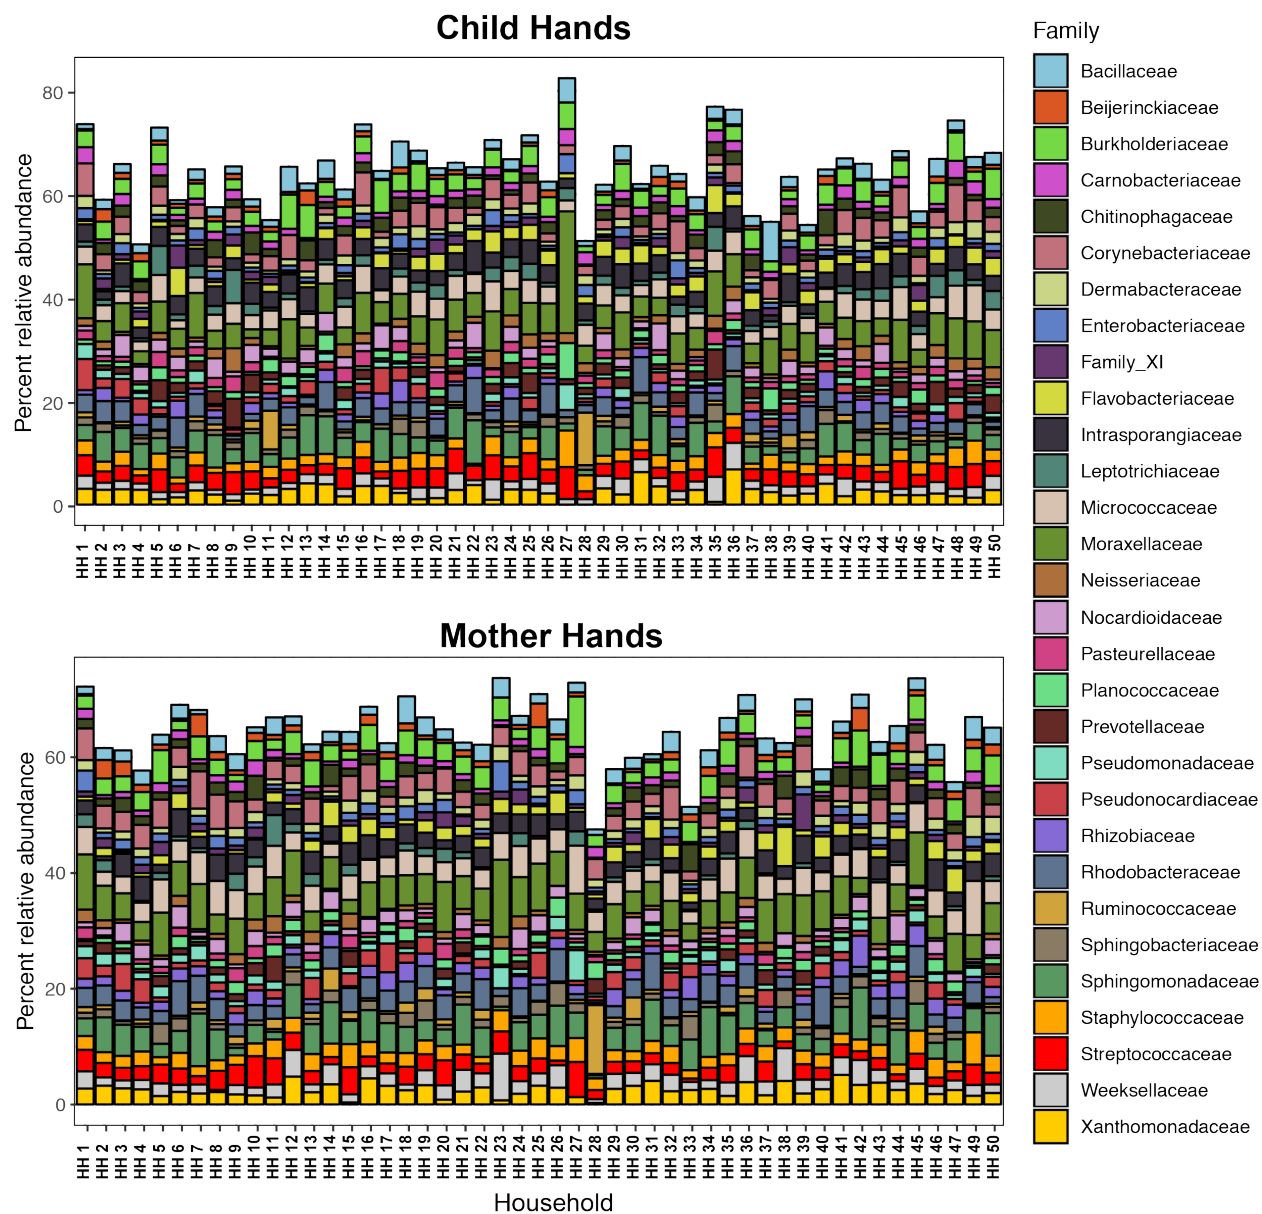 Child Hands
Percent relative abundance
80
60
40
20
0
HH 1 HH 2 HH 3 HH 4 HH 5 HH 6 HH 7 HH 8 HH 9 HH 10 HH 11 HH 12 HH 13 HH 14 HH 15 HH 16 HH 17 HH 18 HH 19 HH 20 HH 21 HH 22 HH 23 HH 24 HH 25 HH 26 HH 27 HH 28 HH 29 HH 30 HH 31 HH 32 HH 33 HH 34 HH 35 HH 36 HH 37 HH 38 HH 39 HH 40 HH 41 HH 42 HH 43 HH 44 HH 45 HH 46 HH 47 HH 48 HH 49 HH 50
Mother Hands
Percent relative abundance
60
40
20
0
HH 1 HH 2 HH 3 HH 4 HH 5 HH 6 HH 7 HH 8 HH 9 HH 10 HH 11 HH 12 HH 13 HH 14 HH 15 HH 16 HH 17 HH 18 HH 19 HH 20 HH 21 HH 22 HH 23 HH 24 HH 25 HH 26 HH 27 HH 28 HH 29 HH 30 HH 31 HH 32 HH 33 HH 34 HH 35 HH 36 HH 37 HH 38 HH 39 HH 40 HH 41 HH 42 HH 43 HH 44 HH 45 HH 46 HH 47 HH 49 HH 50
Household
Family
Bacillaceae
Beijerinckiaceae
Burkholderiaceae
Carnobacteriaceae
Chitinophagaceae
Corynebacteriaceae
Dermabacteraceae
Enterobacteriaceae
Family_XI
Flavobacteriaceae
Intrasporangiaceae
Leptotrichiaceae
Micrococcaceae
Moraxellaceae
Neisseriaceae
Nocardioidaceae
Pasteurellaceae
Planococcaceae
Prevotellaceae
Pseudomonadaceae
Pseudonocardiaceae
Rhizobiaceae
Rhodobacteraceae
Ruminococcaceae
Sphingobacteriaceae
Sphingomonadaceae
Staphylococcaceae
Streptococcaceae
Weeksellaceae
Xanthomonadaceae